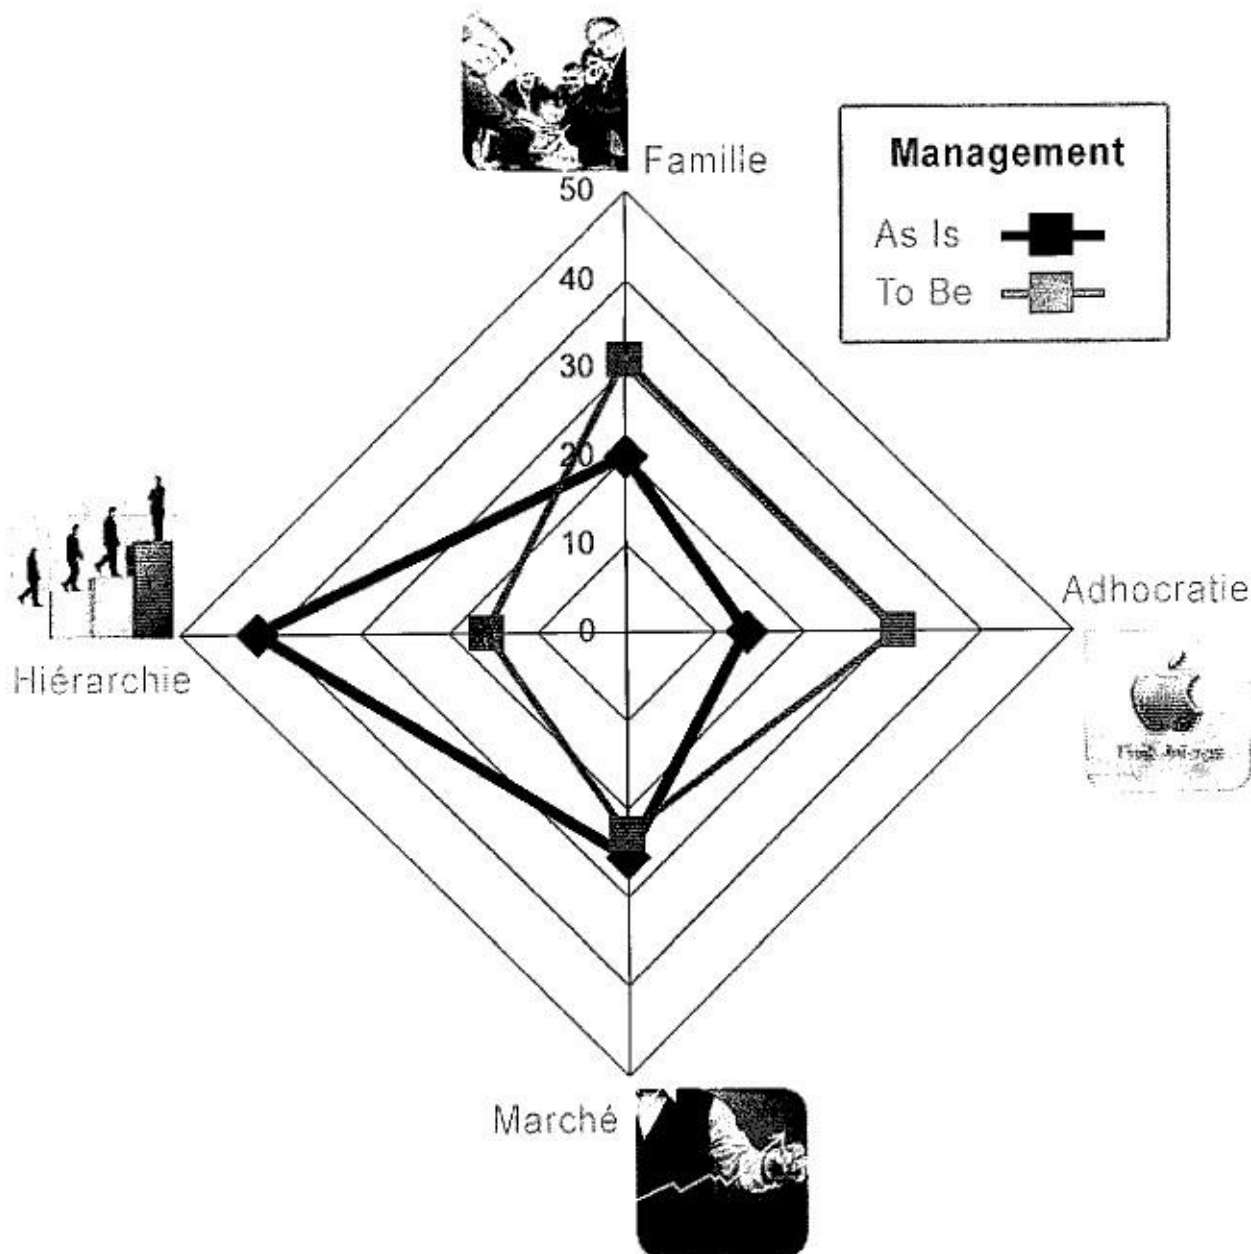 Famille
50
40
30
20
10
0
Management
As Is
To Be
Adhocratie
Hiérarchie
Marché